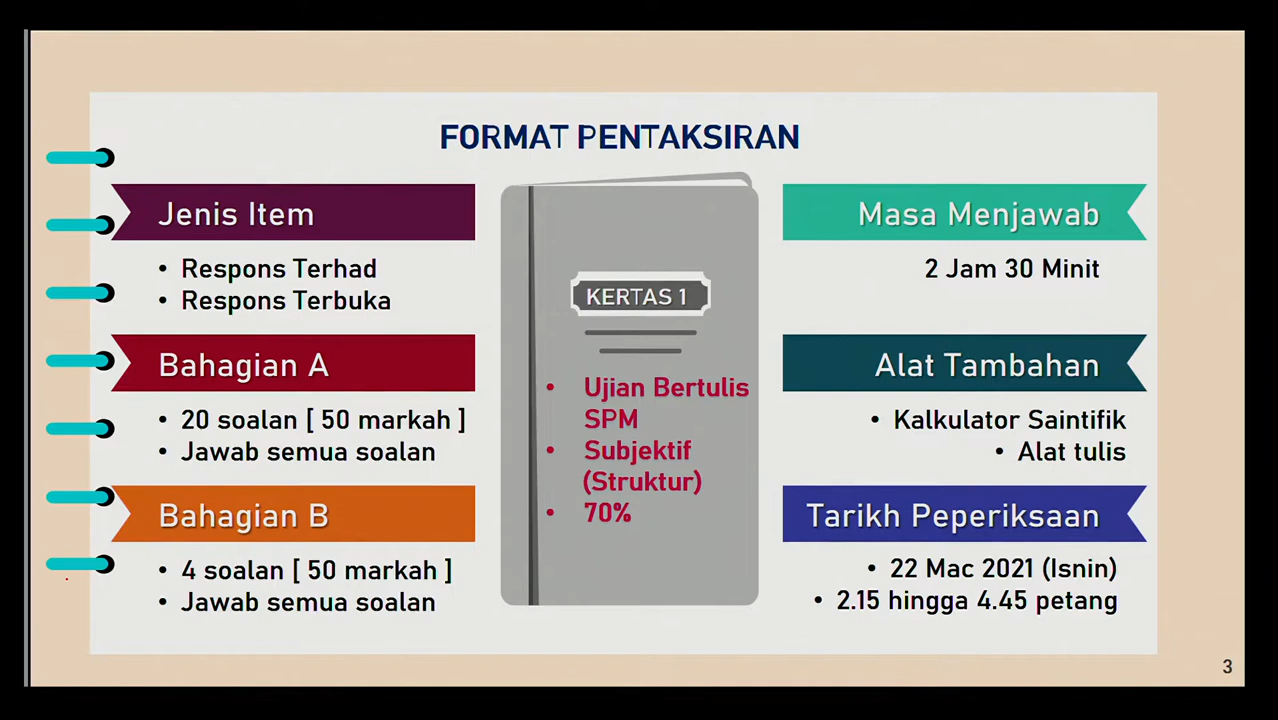 FORMAT PENTAKSIRAN
Jenis Item
• Respons Terhad
• Respons Terbuka
Bahagian A
• 20 soalan [ 50 markah ]
• Jawab semua soalan
Bahagian B
• 4 soalan [ 50 markah ]
• Jawab semua soalan
KERTAS 1
• Ujian Bertulis
SPM
• Subjektif
(Struktur)
• 70%
Masa Menjawab
2 Jam 30 Minit
Alat Tambahan
• Kalkulator Saintifik
• Alat tulis
Tarikh Peperiksaan
• 22 Mac 2021 (Isnin)
• 2.15 hingga 4.45 petang
3